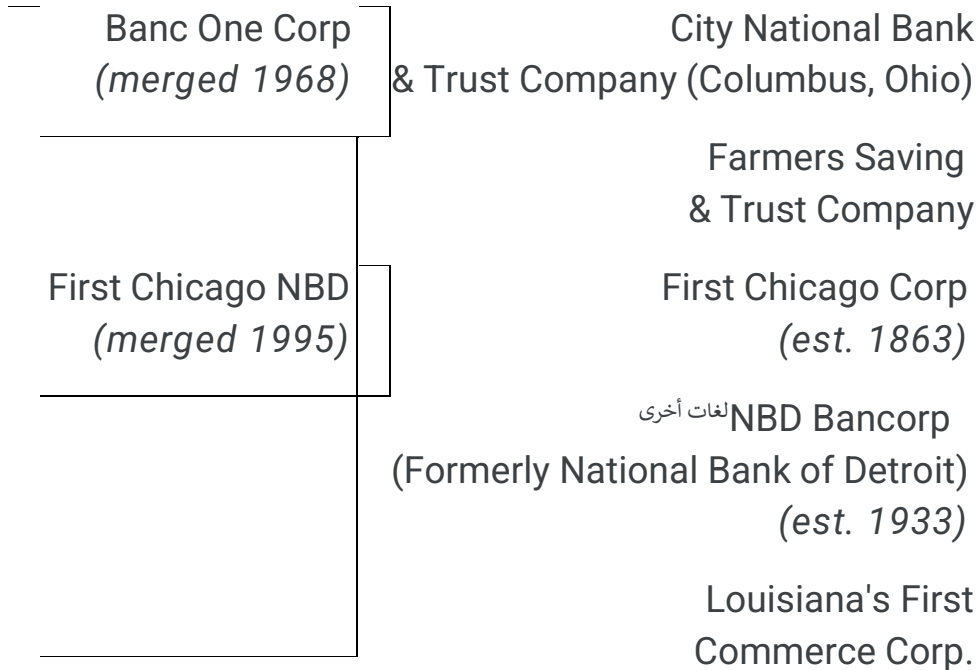 Banc One Corp
(merged 1968)
City National Bank
& Trust Company (Columbus, Ohio)
Farmers Saving
& Trust Company
First Chicago NBD
(merged 1995)
First Chicago Corp
(est. 1863)
NBD Bancorp لغات أخرى
(Formerly National Bank of Detroit)
(est. 1933)
Louisiana's First
Commerce Corp.